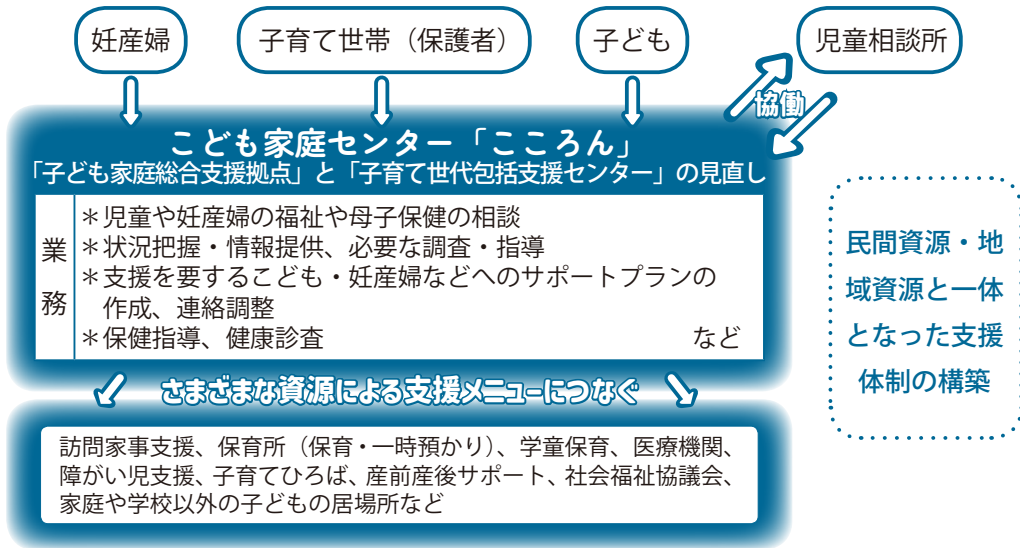 妊産婦
子育て世帯（保護者）
子ども
児童相談所
協働
こども家庭センター「こころん」
「子ども家庭総合支援拠点」と「子育て世代包括支援センター」の見直し
業務
＊児童や妊産婦の福祉や母子保健の相談
＊状況把握・情報提供、必要な調査・指導
＊支援を要するこども・妊産婦などへのサポートプランの
作成、連絡調整
＊保健指導、健康診査 など
民間資源・地
域資源と一体
となった支援
体制の構築
さまざまな資源による支援メニューにつなぐ
訪問家事支援、保育所（保育・一時預かり）、学童保育、医療機関、
障がい児支援、子育てひろば、産前産後サポート、社会福祉協議会、
家庭や学校以外の子どもの居場所など